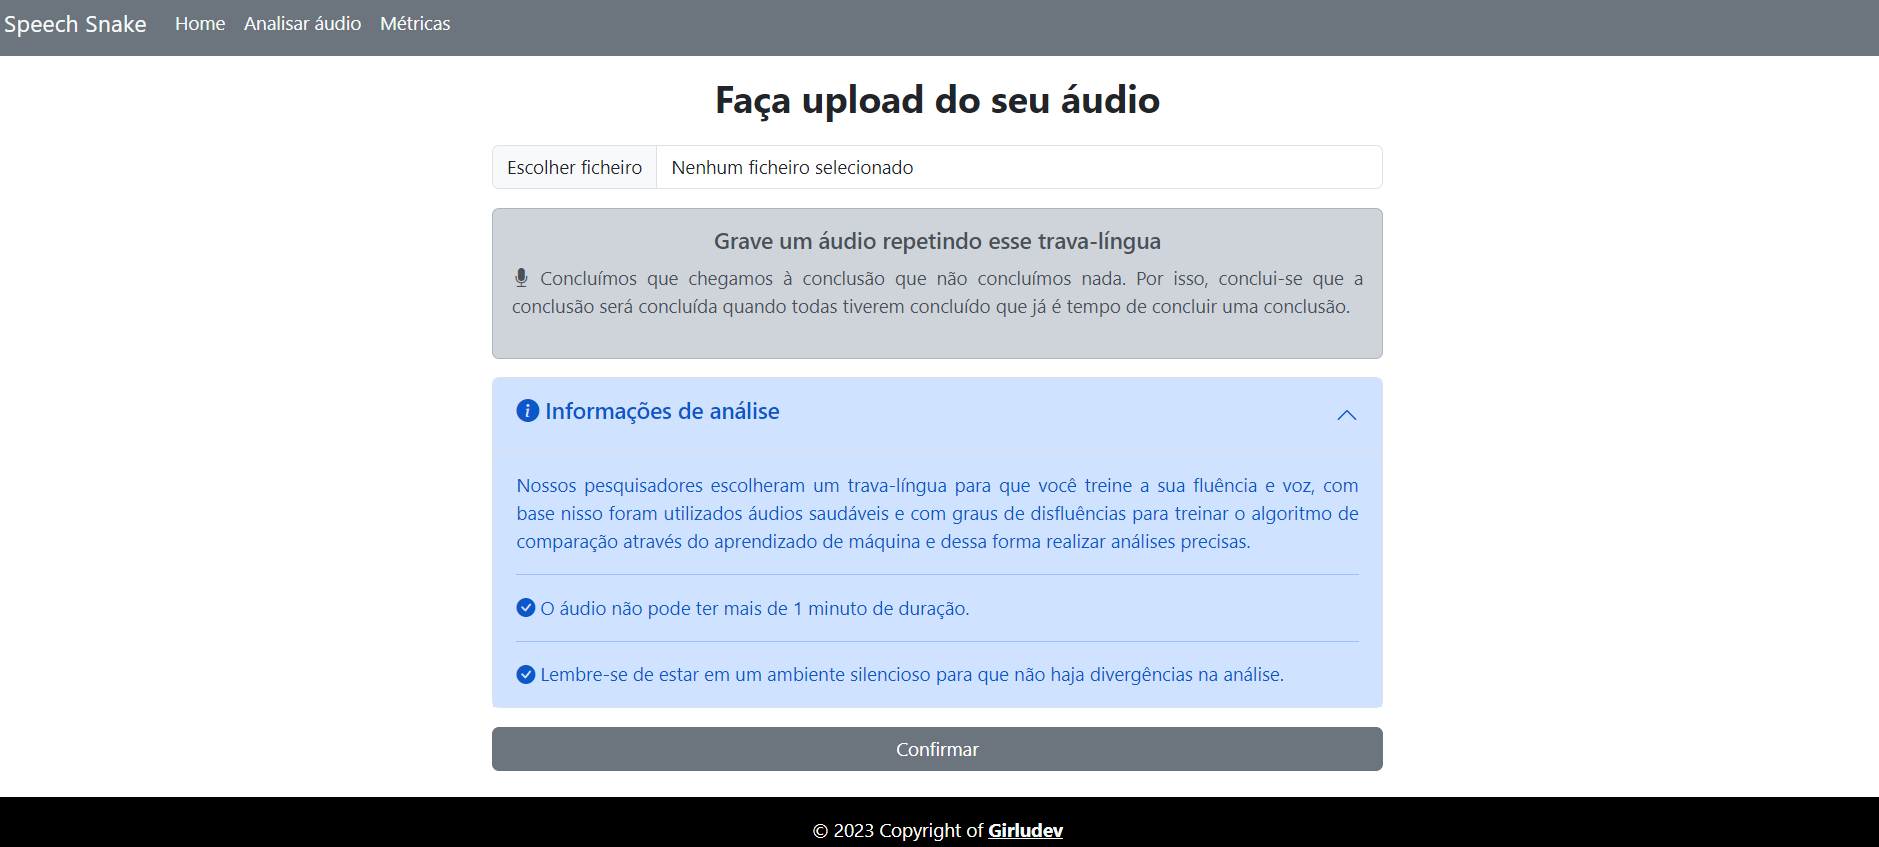 Speech Snake Home Analisar áudio Métricas
Faça upload do seu áudio
Escolher ficheiro Nenhum ficheiro selecionado
Grave um áudio repetindo esse trava-língua
Concluímos que chegamos à conclusão que não concluímos nada. Por isso, conclui-se que a
conclusão será concluída quando todas tiverem concluído que já é tempo de concluir uma conclusão.
Informações de análise
Nossos pesquisadores escolheram um trava-língua para que você treine a sua fluência e voz, com
base nisso foram utilizados áudios saudáveis e com graus de disfluências para treinar o algoritmo de
comparação através do aprendizado de máquina e dessa forma realizar análises precisas.
O áudio não pode ter mais de 1 minuto de duração.
Lembre-se de estar em um ambiente silencioso para que não haja divergências na análise.
Confirmar
© 2023 Copyright of Girludev